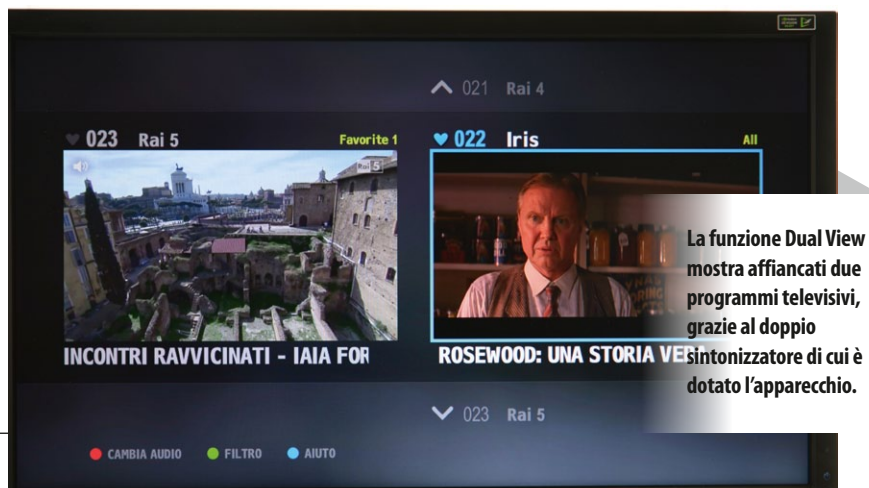 021 Rai 4
023 Rai 5 Favorite 1
022 Iris All
5
INCONTRI RAVVICINATI - IAIA FOR
ROSEWOOD: UNA STORIA VERA
La funzione Dual View
mostra affiancati due
programmi televisivi,
grazie al doppio
sintonizzatore di cui è
dotato l’apparecchio.
023 Rai 5
CAMBIA AUDIO FILTRO AIUTO